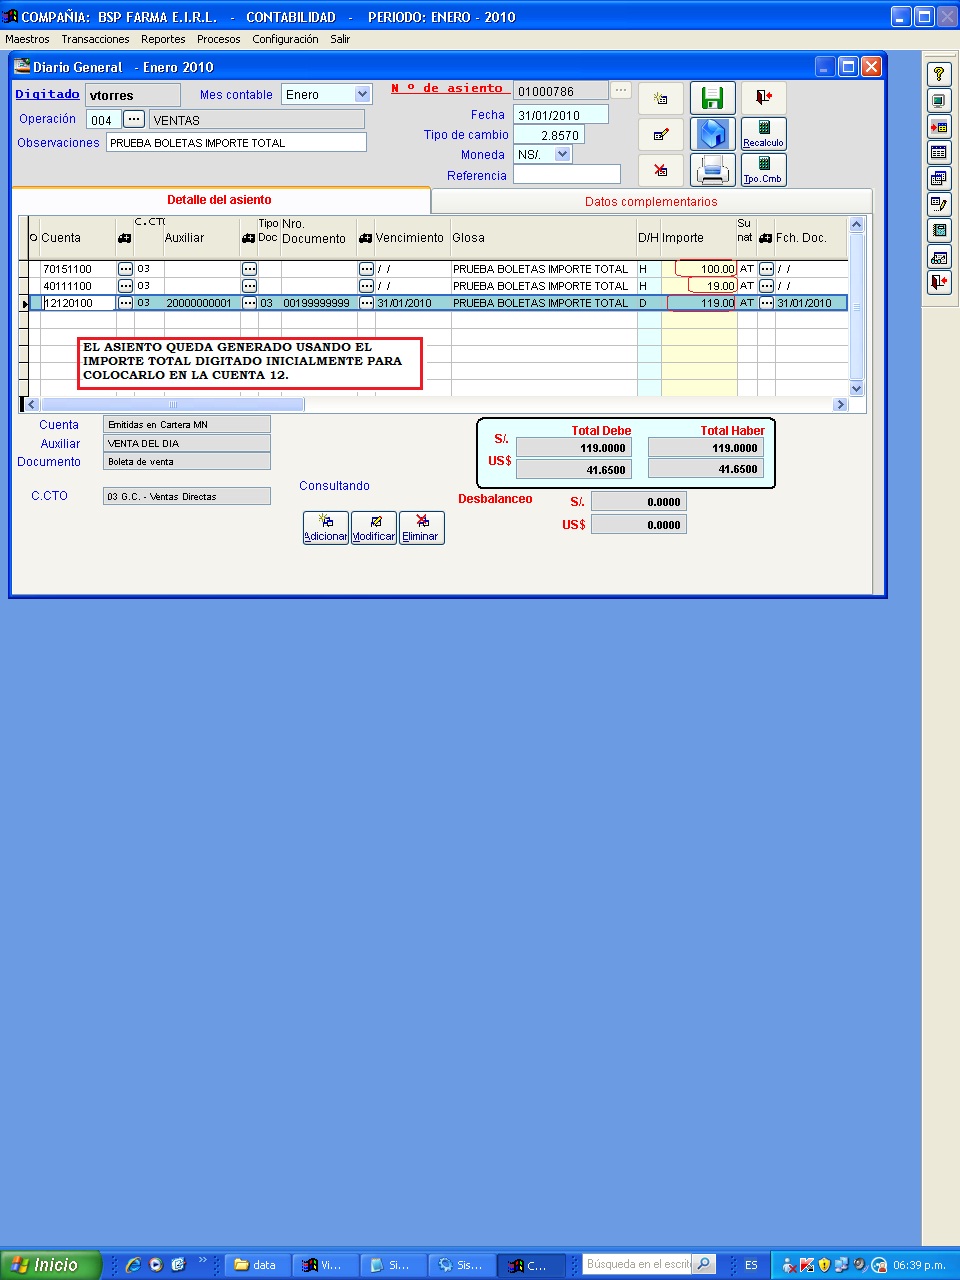 COMPAÑIA: BSP FARMA E.I.R.L. - CONTABILIDAD - PERIODO: ENERO - 2010
Maestros Transacciones Reportes Procesos Configuración Salir
Diario General - Enero 2010
Digitado vtorres Mes contable Enero N º de asiento 01000786
Operación 004 VENTAS Fecha 31/01/2010
Observaciones PRUEBA BOLETAS IMPORTE TOTAL Tipo de cambio 2.8570
Moneda NS/.
Referencia
Recalculo
Tpo.Cmb
Detalle del asiento Datos complementarios
O Cuenta C.CT Auxiliar Tipo Doc Nro. Documento Vencimiento Glosa D/H Importe Su nat Fch. Doc.
70151100 03 / / PRUEBA BOLETAS IMPORTE TOTAL H 100.00 AT / /
40111100 03 / / PRUEBA BOLETAS IMPORTE TOTAL H 19.00 AT / /
12120100 03 20000000001 03 00199999999 31/01/2010 PRUEBA BOLETAS IMPORTE TOTAL D 119.00 AT 31/01/2010
EL ASIENTO QUEDA GENERADO USANDO EL
IMPORTE TOTAL DIGITADO INICIALMENTE PARA
COLOCARLO EN LA CUENTA 12.
Cuenta Emitidas en Cartera MN
Auxiliar VENTA DEL DIA
Documento Boleta de venta
C.CTO 03 G.C. - Ventas Directas
Total Debe Total Haber
S/. 119.0000 119.0000
US$ 41.6500 41.6500
Consultando
Desbalanceo S/. 0.0000
US$ 0.0000
Adicionar Modificar Eliminar
Inicio data Vi... Si... Sis... C... Búsqueda en el escrit ES 06:39 p.m.